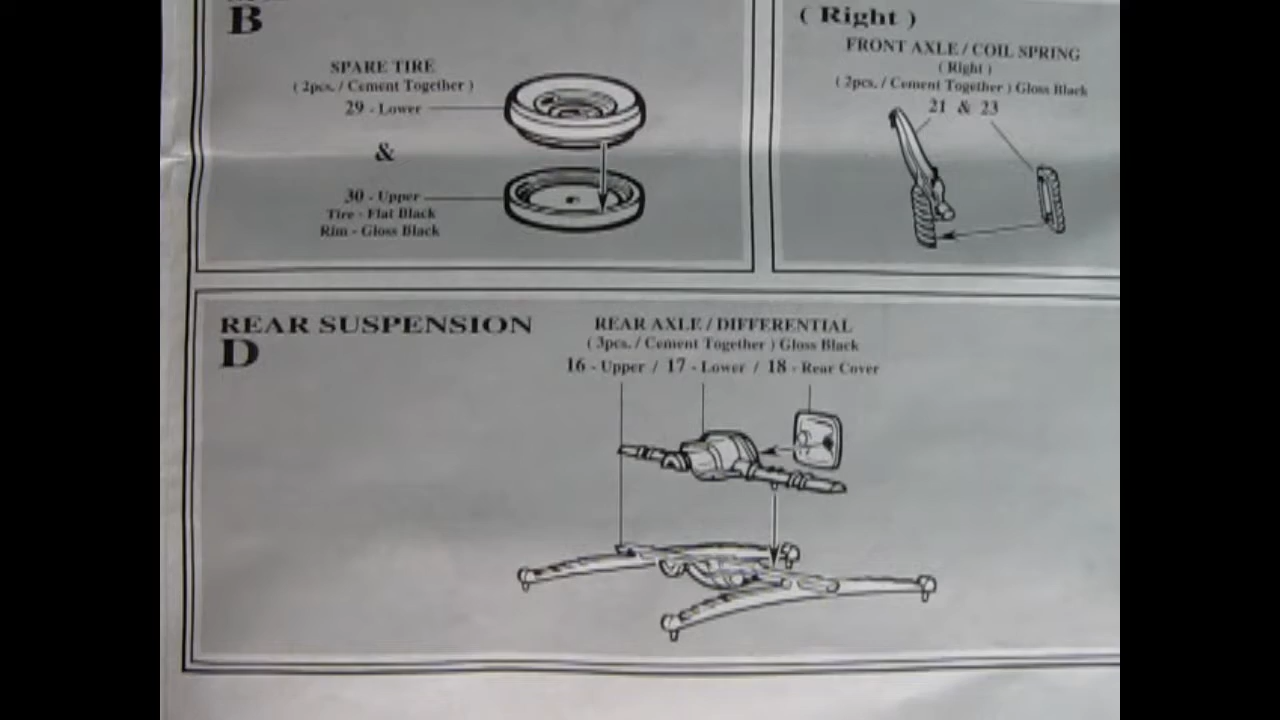 B
SPARE TIRE
( 2pcs. / Cement Together )
29 - Lower
&
30 - Upper
Tire - Flat Black
Rim - Gloss Black
( Right )
FRONT AXLE / COIL SPRING
( Right )
( 2pcs. / Cement Together ) Gloss Black
21 & 23
REAR SUSPENSION
D
REAR AXLE / DIFFERENTIAL
( 3pcs. / Cement Together ) Gloss Black
16 - Upper / 17 - Lower / 18 - Rear Cover